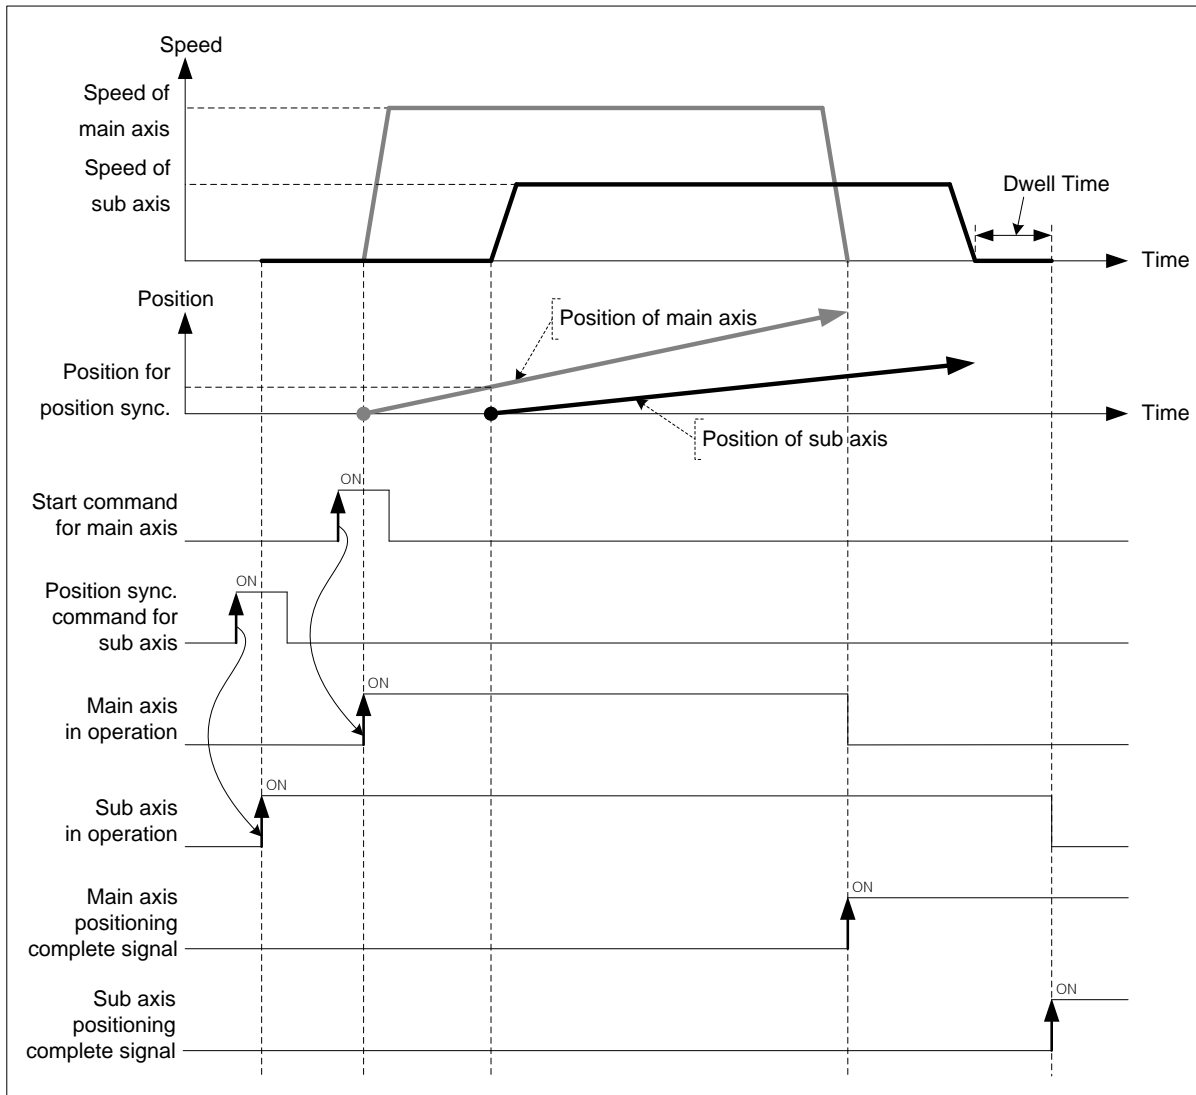 Speed
Speed of
main axis
Speed of
sub axis
Dwell Time
Time
Position
Position of main axis
Position for
position sync.
Time
Position of sub axis
ON
Start command
for main axis
ON
Position sync.
command for
sub axis
ON
Main axis
in operation
ON
Sub axis
in operation
ON
Main axis
positioning
complete signal
ON
Sub axis
positioning
complete signal